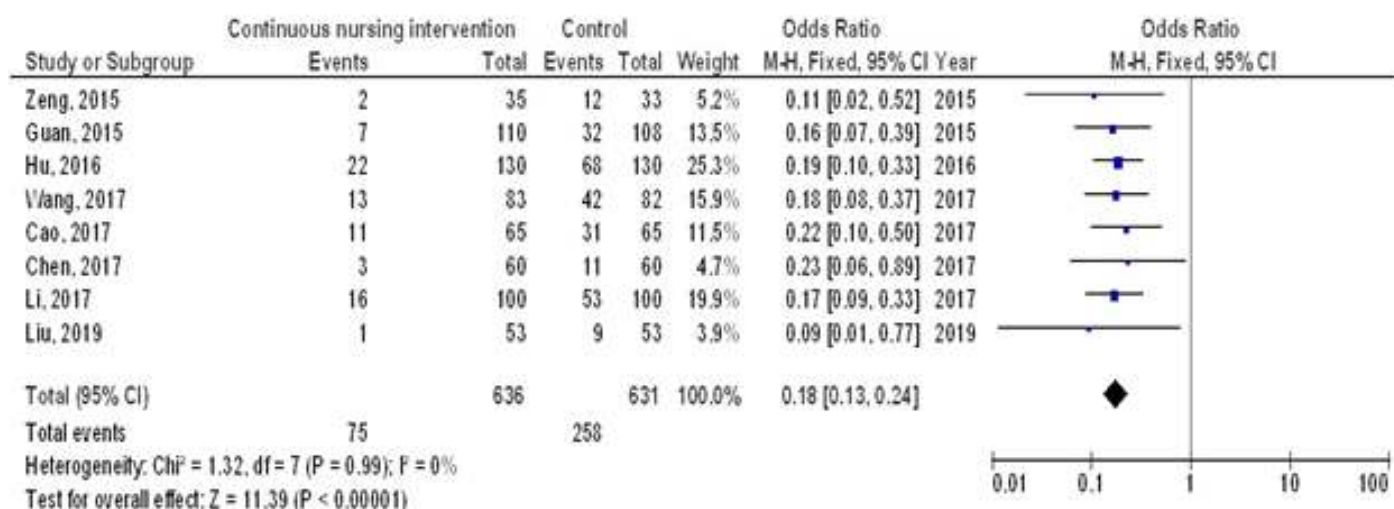 Continuous nursing intervention Control Odds Ratio Odds Ratio
Study or Subgroup Events Total Events Total Weight M-H, Fixed, 95% CI Year M-H, Fixed, 95% CI
Zeng, 2015 2 35 12 33 5.2% 0.11 [0.02, 0.52] 2015
Guan, 2015 7 110 32 108 13.5% 0.16 [0.07, 0.39] 2015
Hu, 2016 22 130 68 130 25.3% 0.19 [0.10, 0.33] 2016
Wang, 2017 13 83 42 82 15.9% 0.18 [0.08, 0.37] 2017
Cao, 2017 11 65 31 65 11.5% 0.22 [0.10, 0.50] 2017
Chen, 2017 3 60 11 60 4.7% 0.23 [0.06, 0.89] 2017
Li, 2017 16 100 53 100 19.9% 0.17 [0.09, 0.33] 2017
Liu, 2019 1 53 9 53 3.9% 0.09 [0.01, 0.77] 2019
Total (95% CI) 636 631 100.0% 0.18 [0.13, 0.24]
Total events 75 258
Heterogeneity: Chi² = 1.32, df = 7 (P = 0.99); I² = 0%
Test for overall effect: Z = 11.39 (P < 0.00001)
0.01 0.1 1 10 100